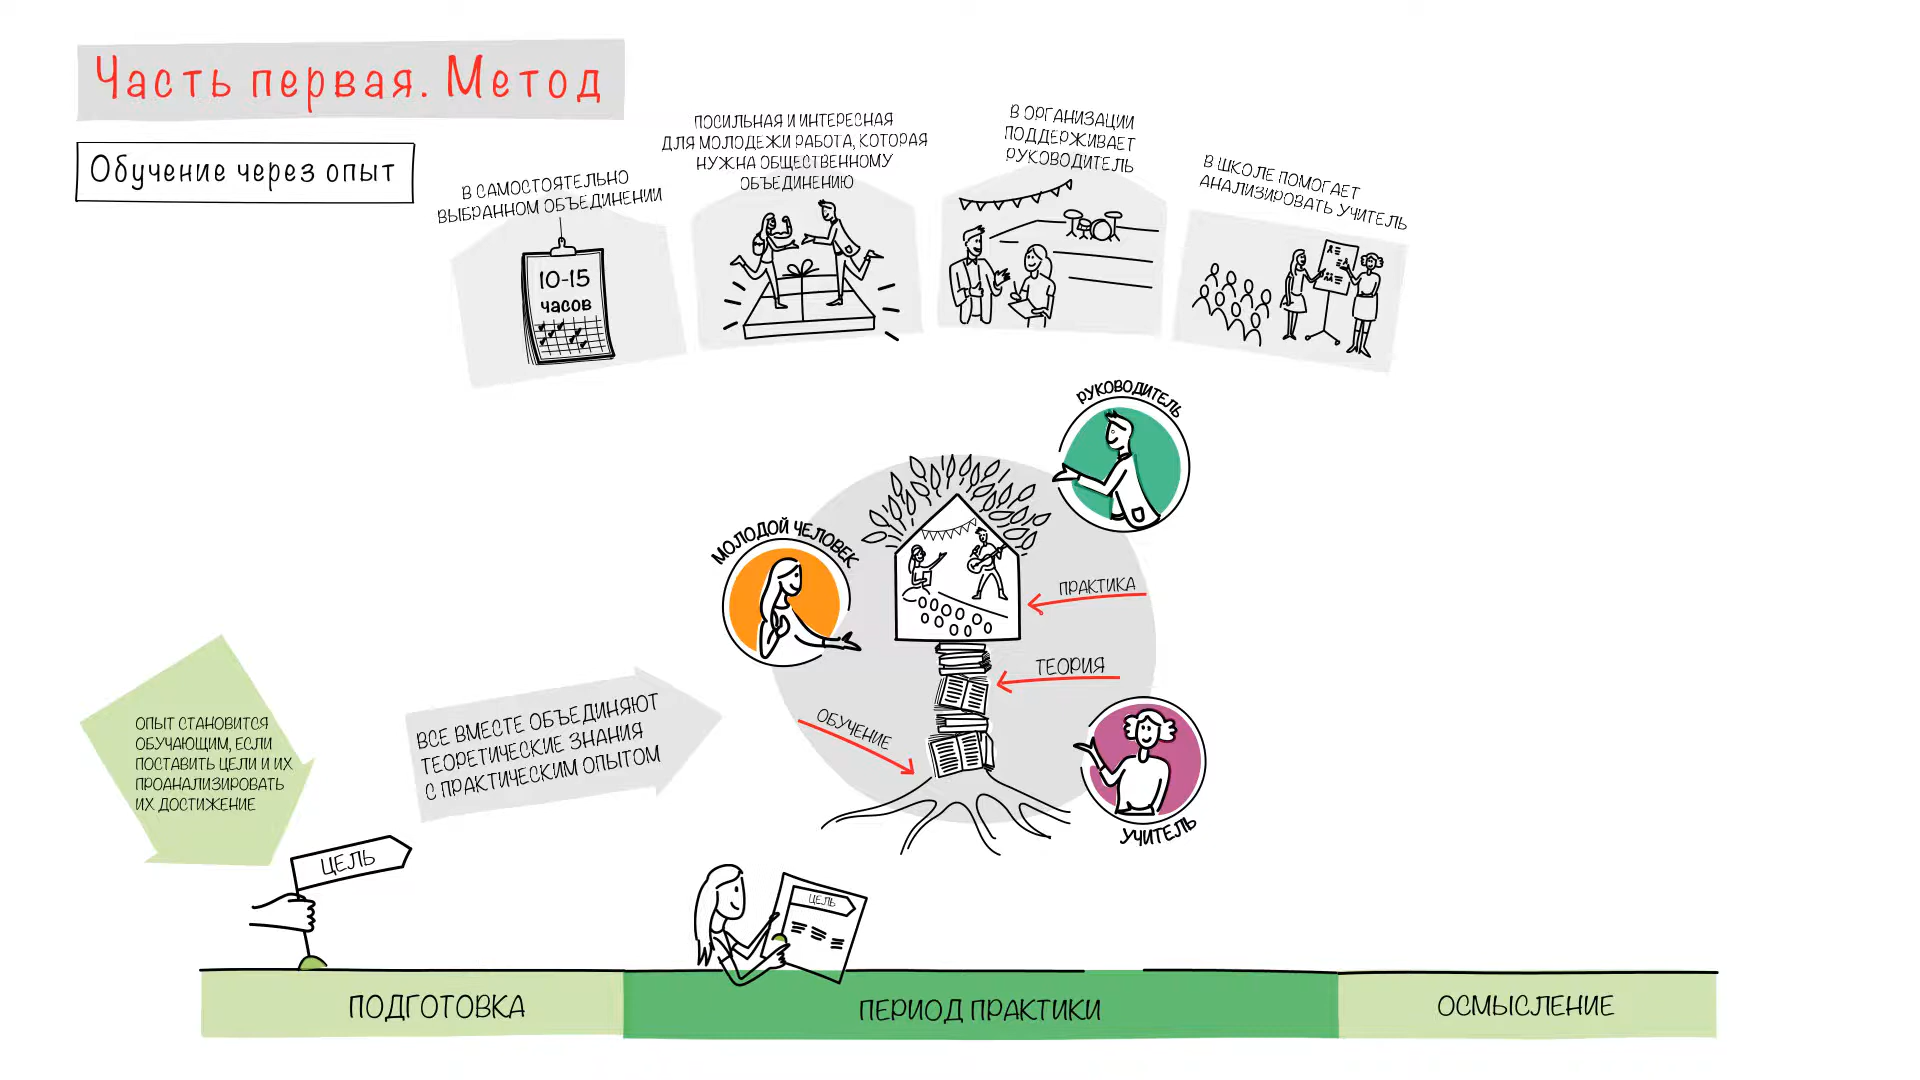 Часть первая. Метод
Обучение через опыт
В САМОСТОЯТЕЛЬНО
ВЫБРАННОМ ОБЪЕДИНЕНИИ
10-15
часов
ПОСИЛЬНАЯ И ИНТЕРЕСНАЯ
ДЛЯ МОЛОДЕЖИ РАБОТА, КОТОРАЯ
НУЖНА ОБЩЕСТВЕННОМУ
ОБЪЕДИНЕНИЮ
В ОРГАНИЗАЦИИ
ПОДДЕРЖИВАЕТ
РУКОВОДИТЕЛЬ
В ШКОЛЕ ПОМОГАЕТ
АНАЛИЗИРОВАТЬ УЧИТЕЛЬ
РУКОВОДИТЕЛЬ
МОЛОДОЙ ЧЕЛОВЕК
ПРАКТИКА
ТЕОРИЯ
ОБУЧЕНИЕ
УЧИТЕЛЬ
ОПЫТ СТАНОВИТСЯ
ОБУЧАЮЩИМ, ЕСЛИ
ПОСТАВИТЬ ЦЕЛИ И ИХ
ПРОАНАЛИЗИРОВАТЬ
ИХ ДОСТИЖЕНИЕ
ВСЕ ВМЕСТЕ ОБЪЕДИНЯЮТ
ТЕОРЕТИЧЕСКИЕ ЗНАНИЯ
С ПРАКТИЧЕСКИМ ОПЫТОМ
ЦЕЛЬ
ЦЕЛЬ
ПОДГОТОВКА
ПЕРИОД ПРАКТИКИ
ОСМЫСЛЕНИЕ